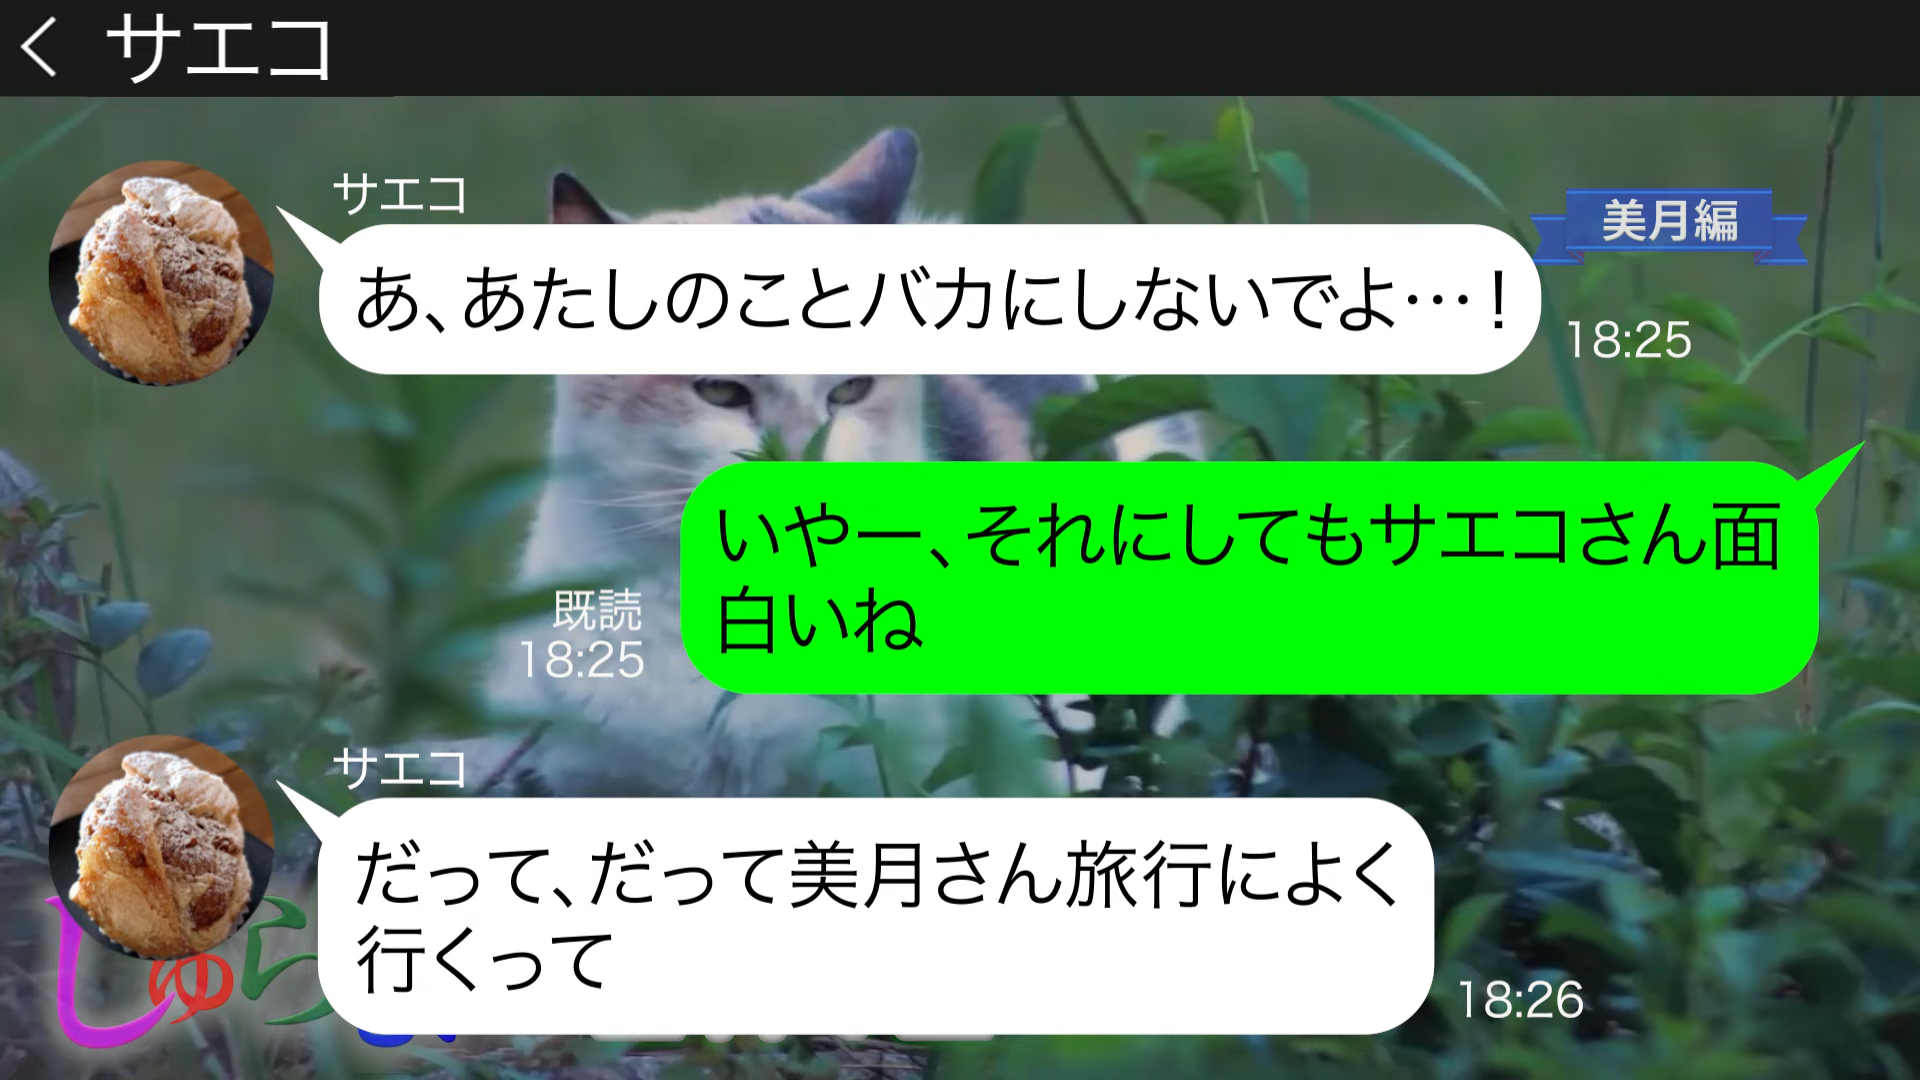 サエコ
サエコ
美月編
あ、あたしのことバカにしないでよ…！
18:25
いやー、それにしてもサエコさん面
白いね
既読
18:25
サエコ
だって、だって美月さん旅行によく
行くって
18:26
しゅら